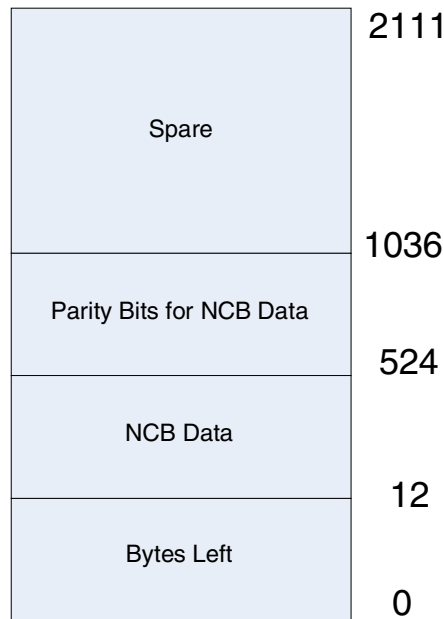 2111
Spare
1036
Parity Bits for NCB Data
524
NCB Data
12
Bytes Left
0